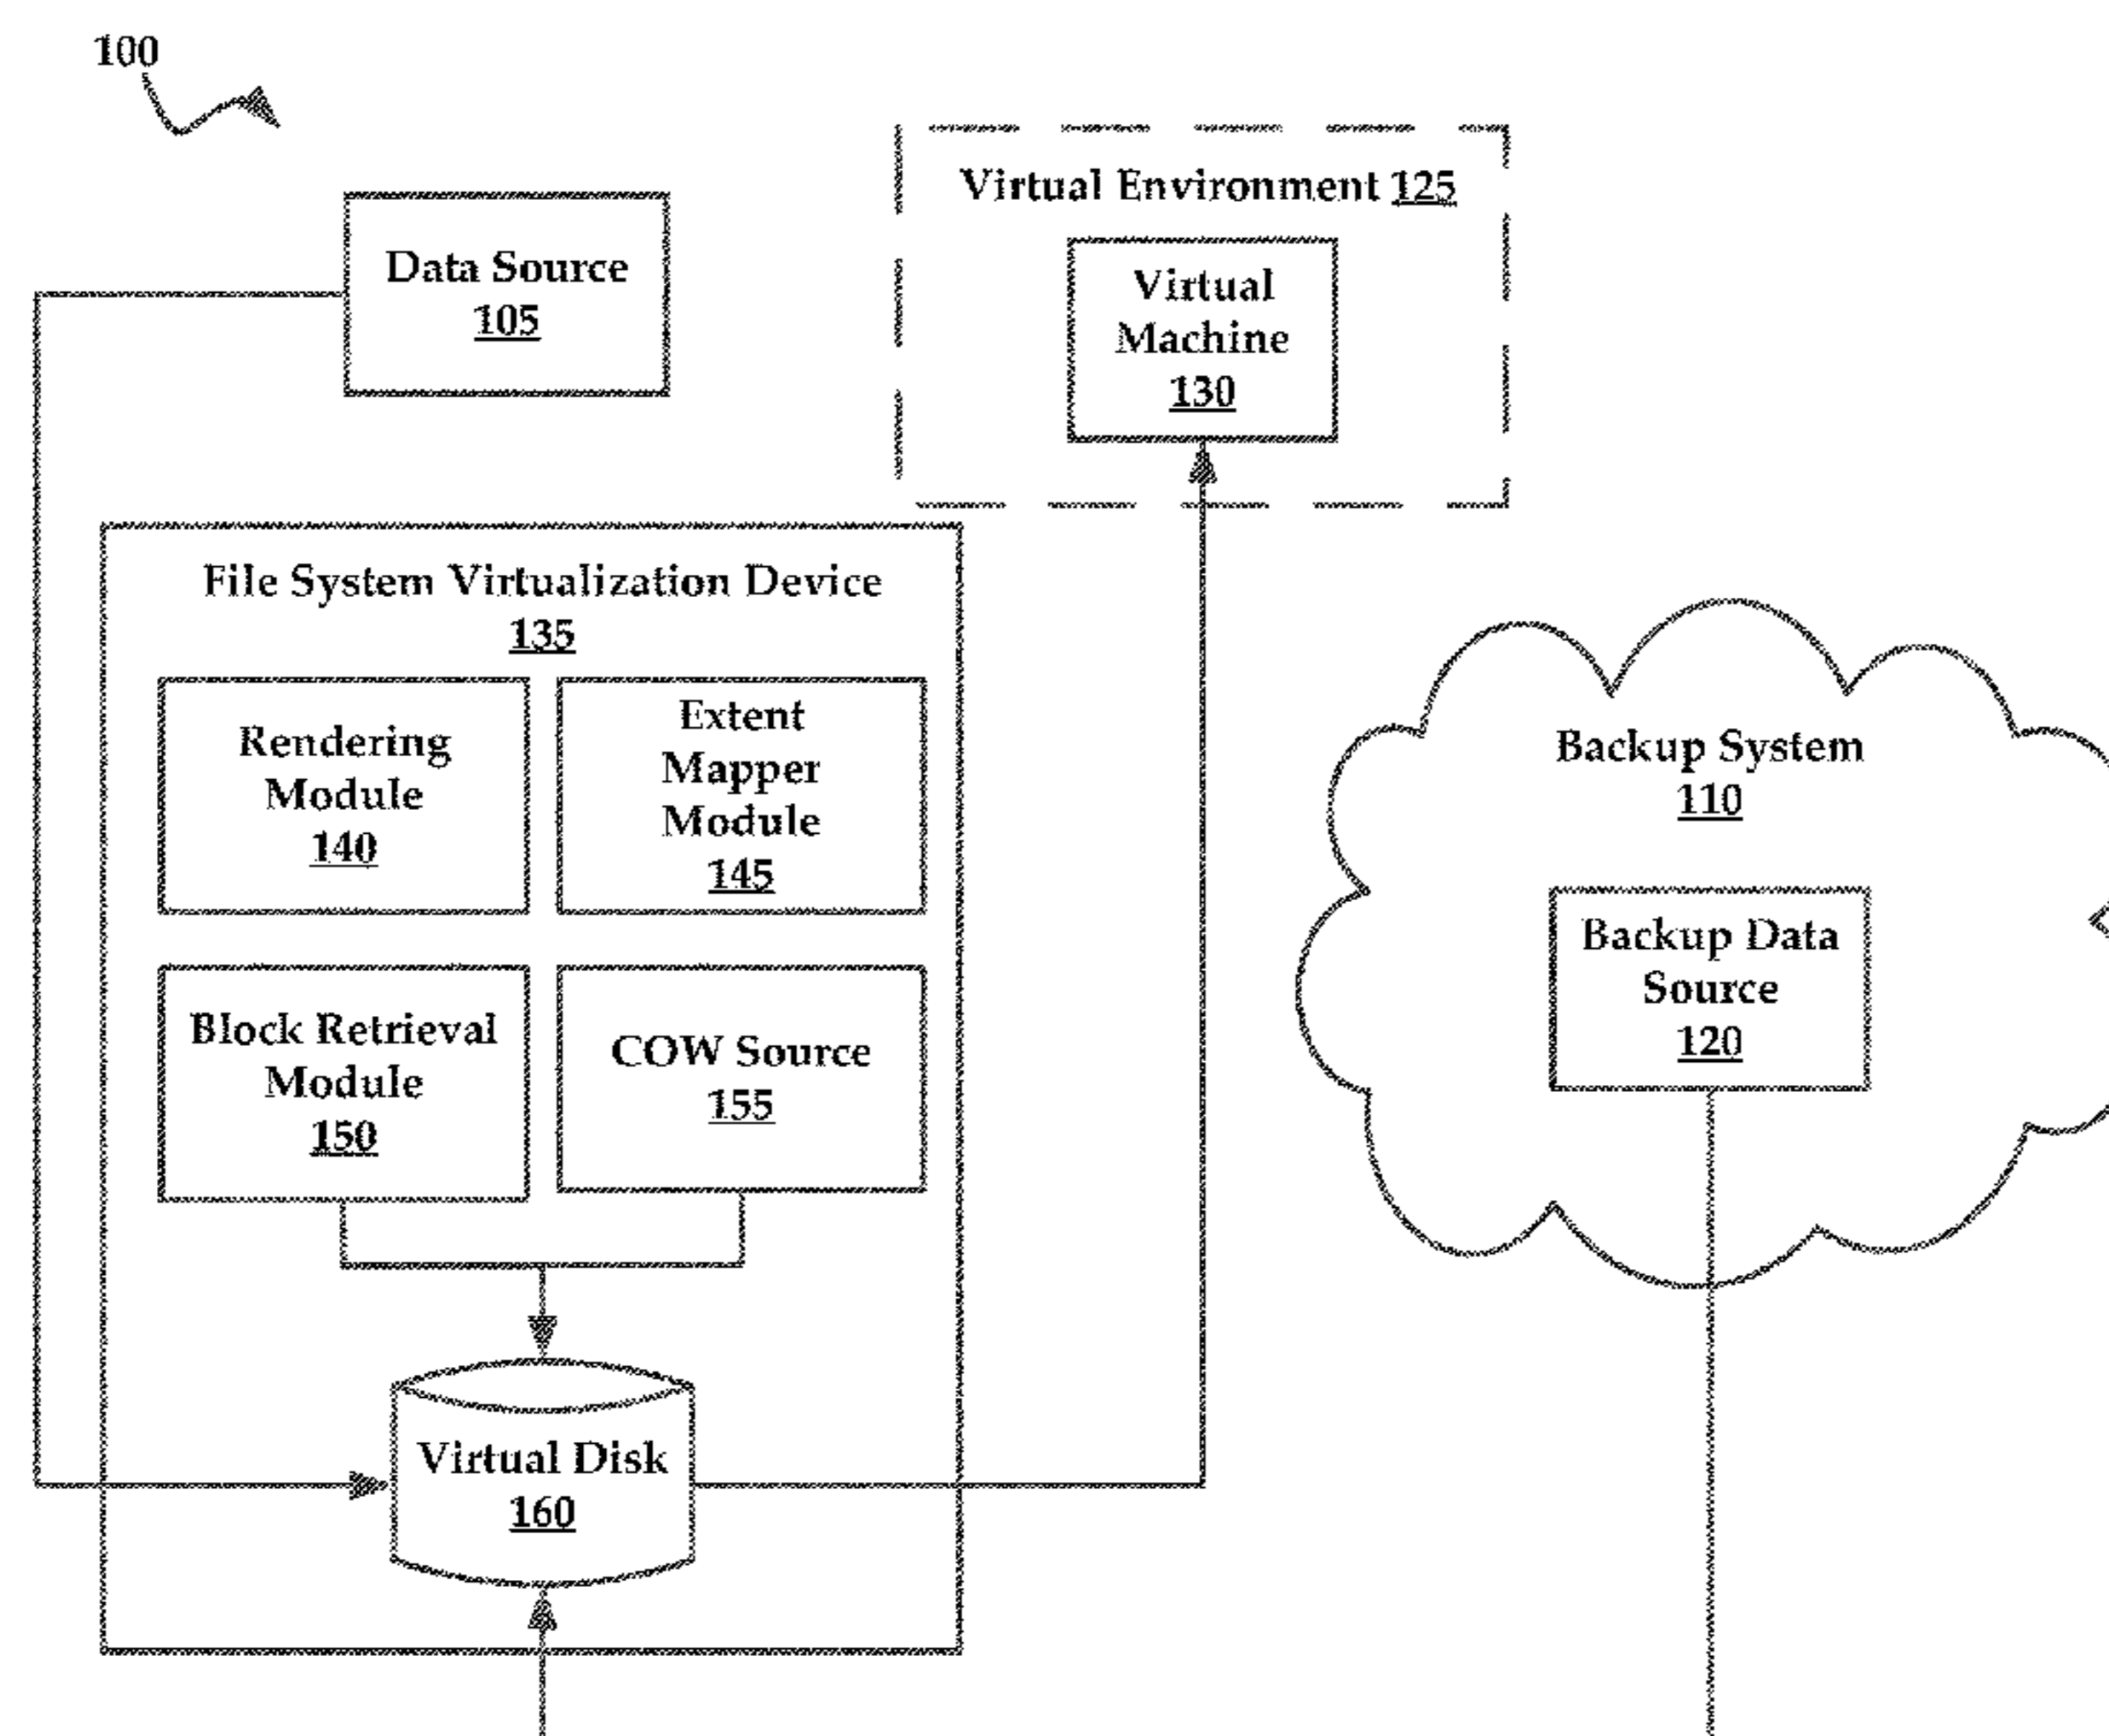 100
Data Source
105
Virtual Environment 125
Virtual
Machine
130
File System Virtualization Device
135
Rendering
Module
140
Extent
Mapper
Module
145
Block Retrieval
Module
150
COW Source
155
Virtual Disk
160
Backup System
110
Backup Data
Source
120